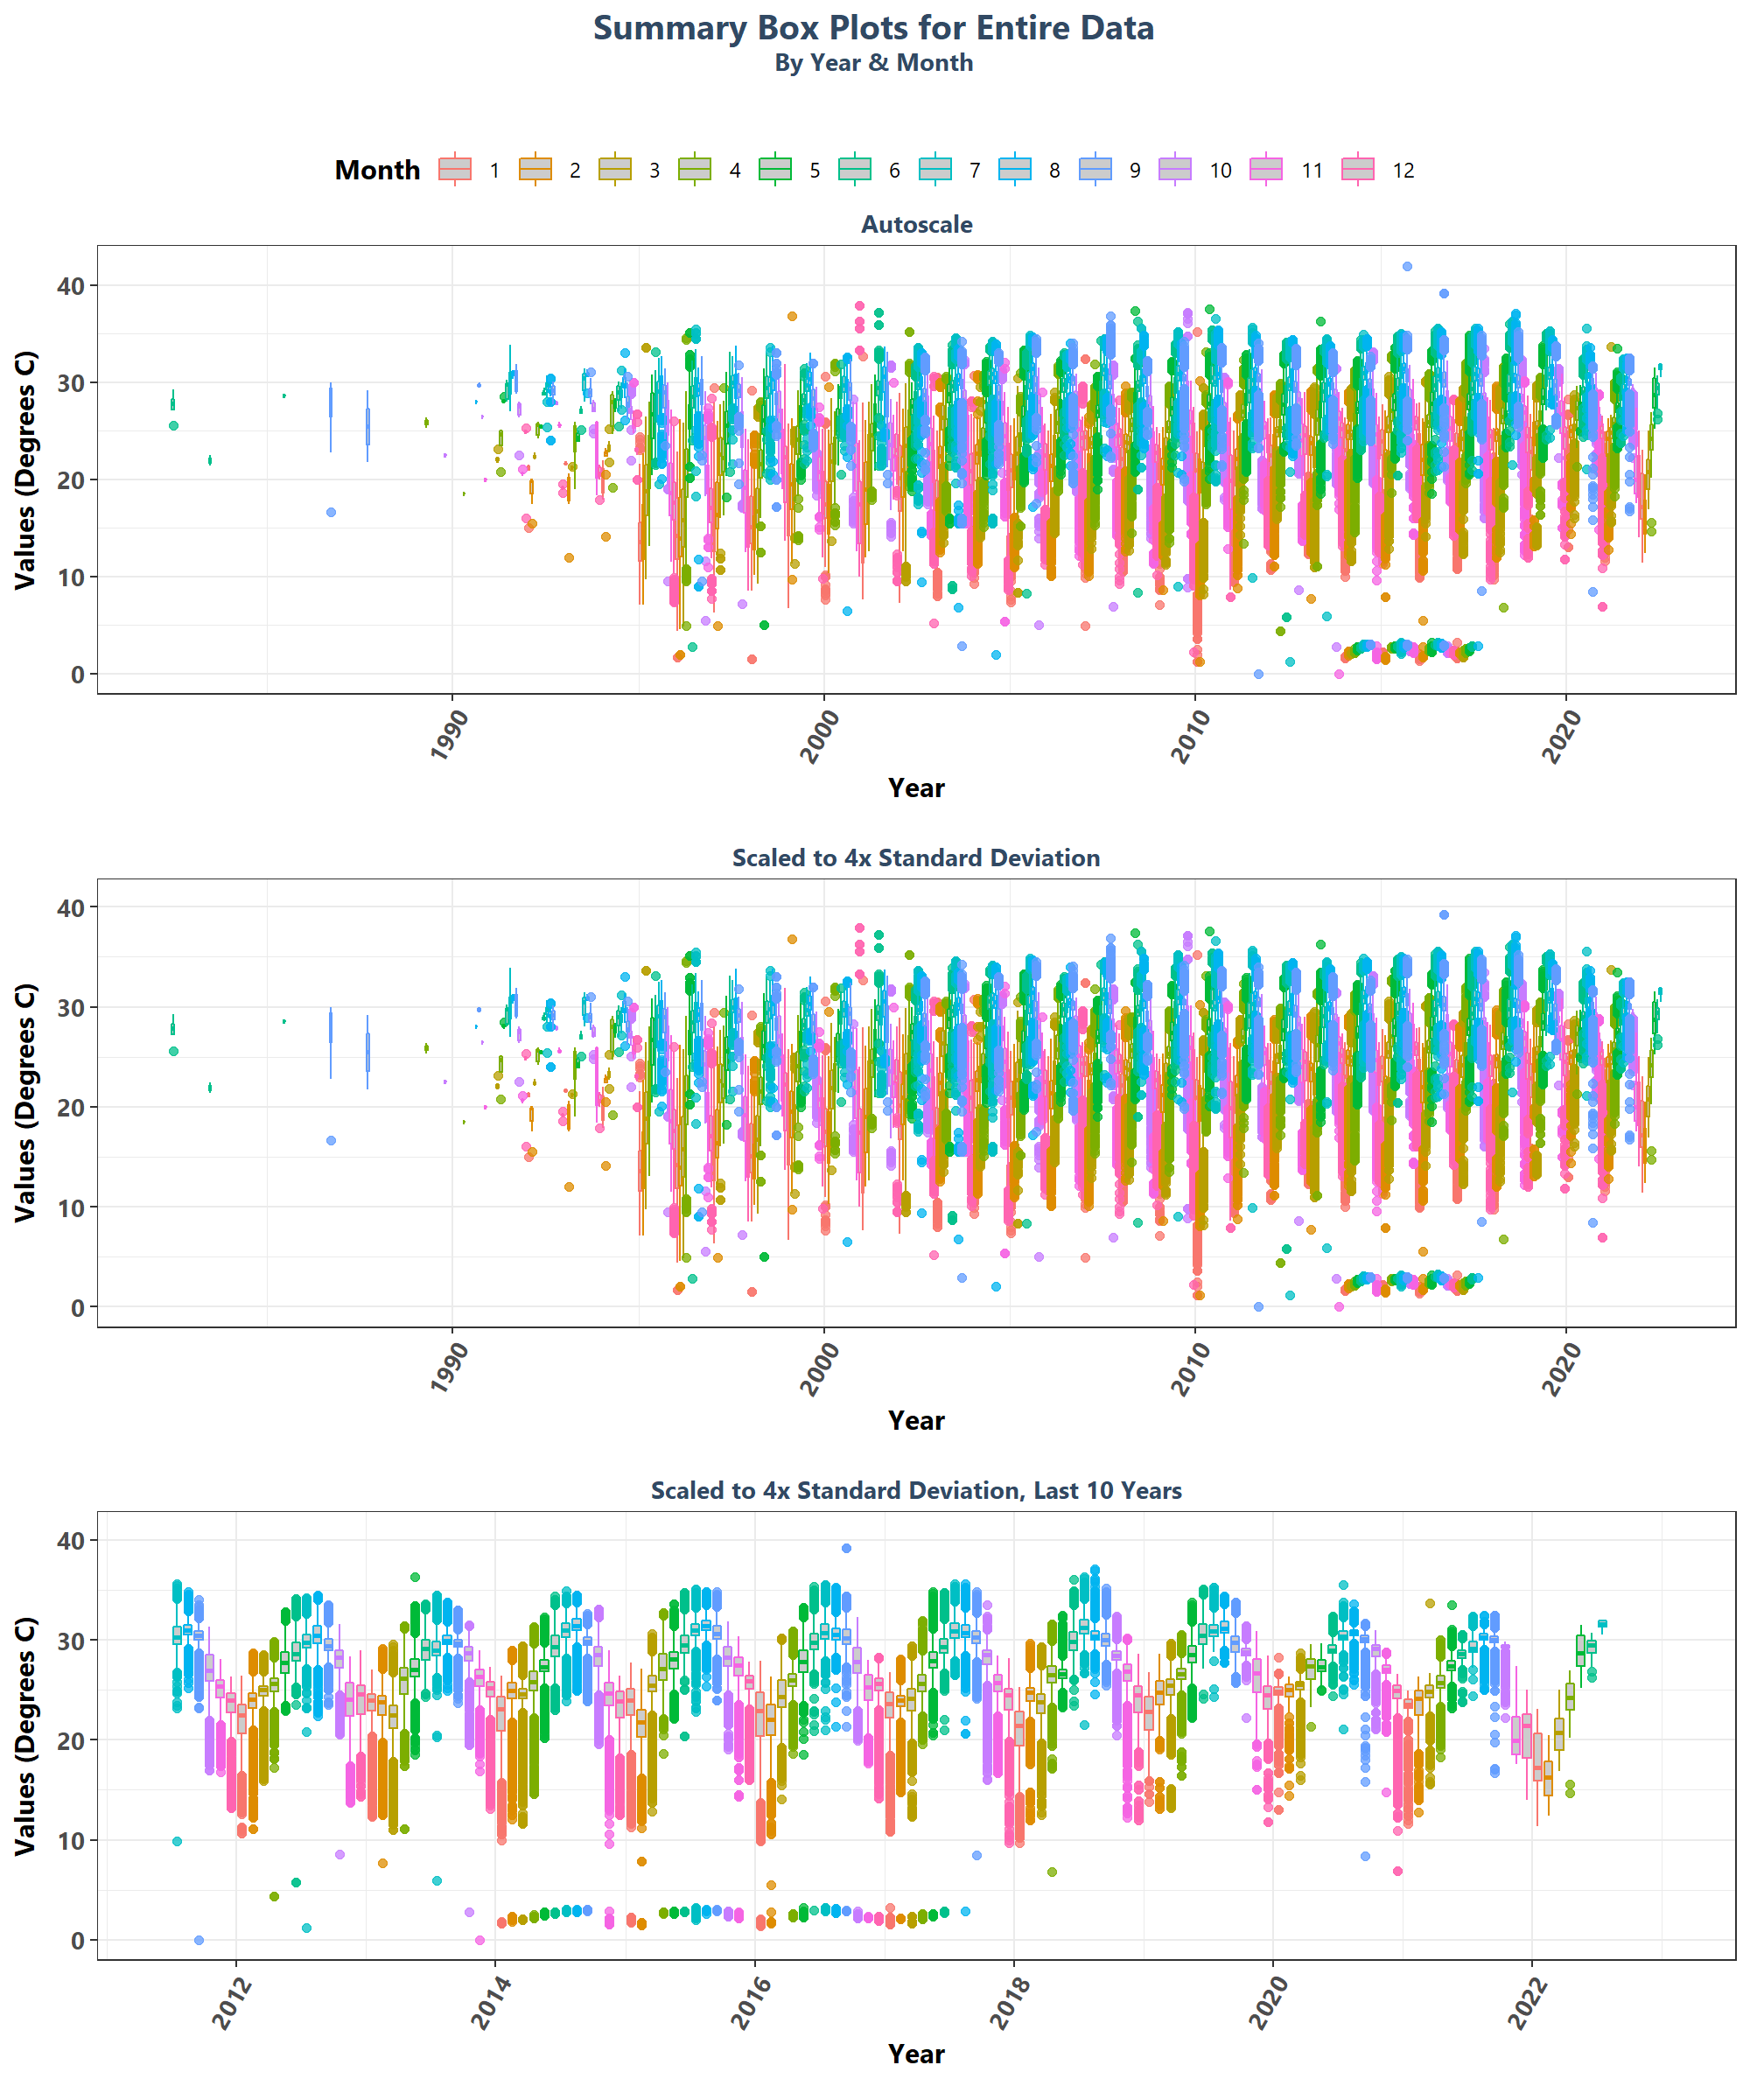 Summary Box Plots for Entire Data
By Year & Month
Month 1 2 3 4 5 6 7 8 9 10 11 12
Autoscale
Values (Degrees C)
40
30
20
10
0
1990 2000 2010 2020
Year
Scaled to 4x Standard Deviation
Values (Degrees C)
40
30
20
10
0
1990 2000 2010 2020
Year
Scaled to 4x Standard Deviation, Last 10 Years
Values (Degrees C)
40
30
20
10
0
2012 2014 2016 2018 2020 2022
Year